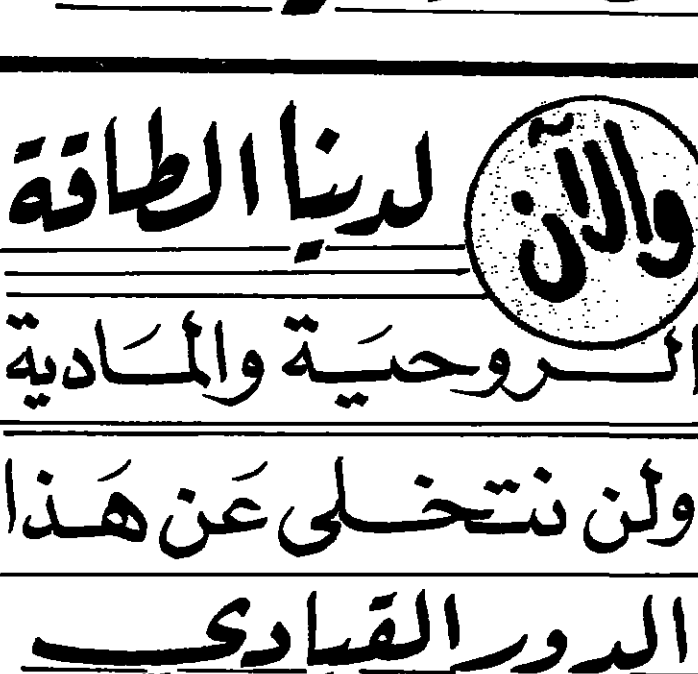 والآن لدينا الطاقة
الروحية والمادية
ولن نتخلى عن هذا
الدور القيادى